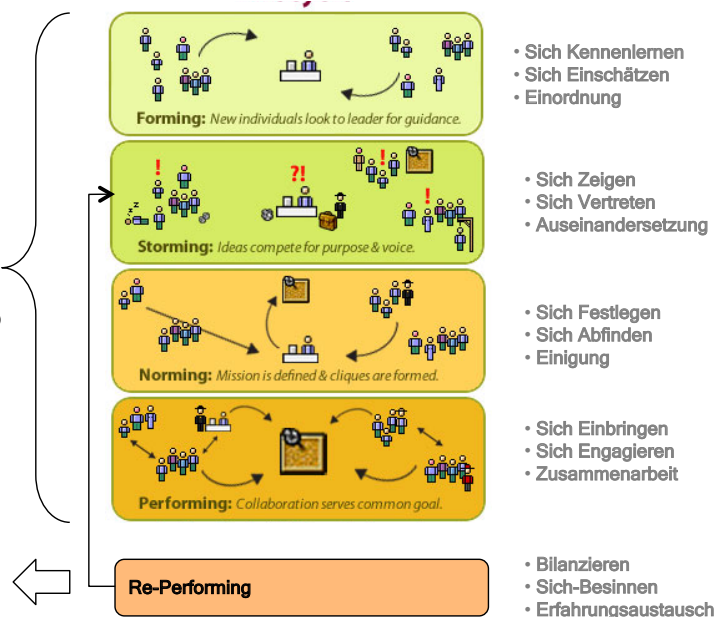 • Sich Kennenlernen
• Sich Einschätzen
• Einordnung
Forming: New individuals look to leader for guidance.
!
?!
!
!
z
z
• Sich Zeigen
• Sich Vertreten
• Auseinandersetzung
Storming: Ideas compete for purpose & voice.
• Sich Festlegen
• Sich Abfinden
• Einigung
Norming: Mission is defined & cliques are formed.
• Sich Einbringen
• Sich Engagieren
• Zusammenarbeit
Performing: Collaboration serves common goal.
Re-Performing
• Bilanzieren
• Sich-Besinnen
• Erfahrungsaustausch